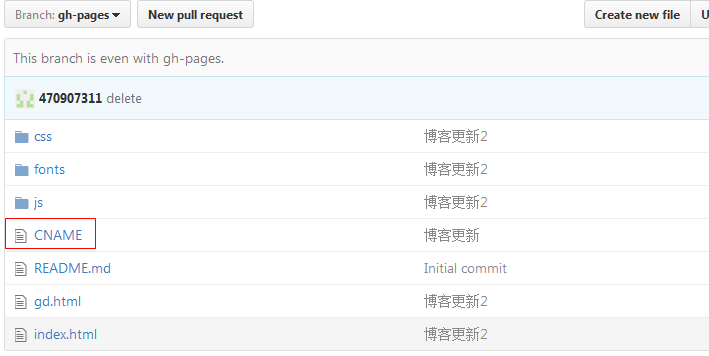 Branch: gh-pages New pull request Create new file
This branch is even with gh-pages.
470907311 delete
css 博客更新2
fonts 博客更新2
js 博客更新2
CNAME 博客更新
README.md Initial commit
gd.html 博客更新2
index.html 博客更新2